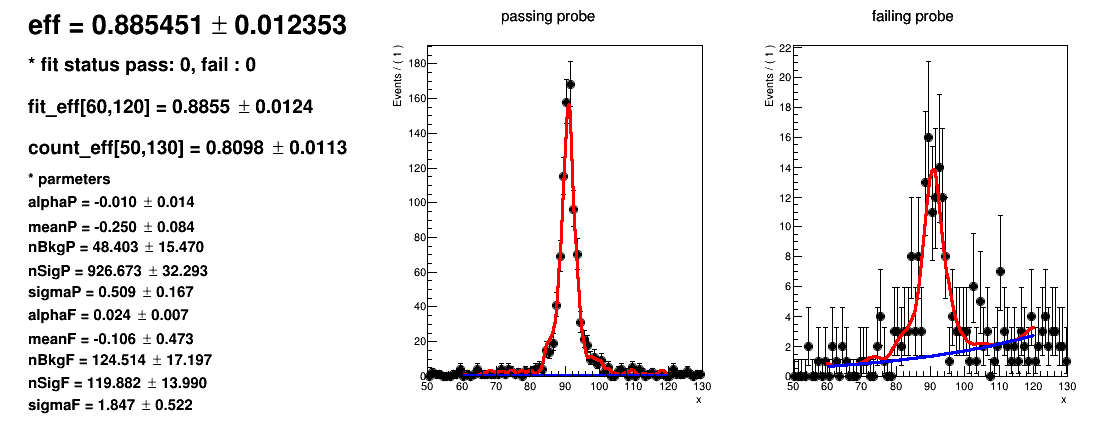 eff = 0.885451 ± 0.012353
* fit status pass: 0, fail : 0
fit_eff[60,120] = 0.8855 ± 0.0124
count_eff[50,130] = 0.8098 ± 0.0113
* parmeters
alphaP = -0.010 ± 0.014
meanP = -0.250 ± 0.084
nBkgP = 48.403 ± 15.470
nSigP = 926.673 ± 32.293
sigmaP = 0.509 ± 0.167
alphaF = 0.024 ± 0.007
meanF = -0.106 ± 0.473
nBkgF = 124.514 ± 17.197
nSigF = 119.882 ± 13.990
sigmaF = 1.847 ± 0.522
passing probe
Events / ( 1 )
180
160
140
120
100
80
60
40
20
0
50 60 70 80 90 100 110 120 130
x
failing probe
Events / ( 1 )
22
20
18
16
14
12
10
8
6
4
2
0
50 60 70 80 90 100 110 120 130
x